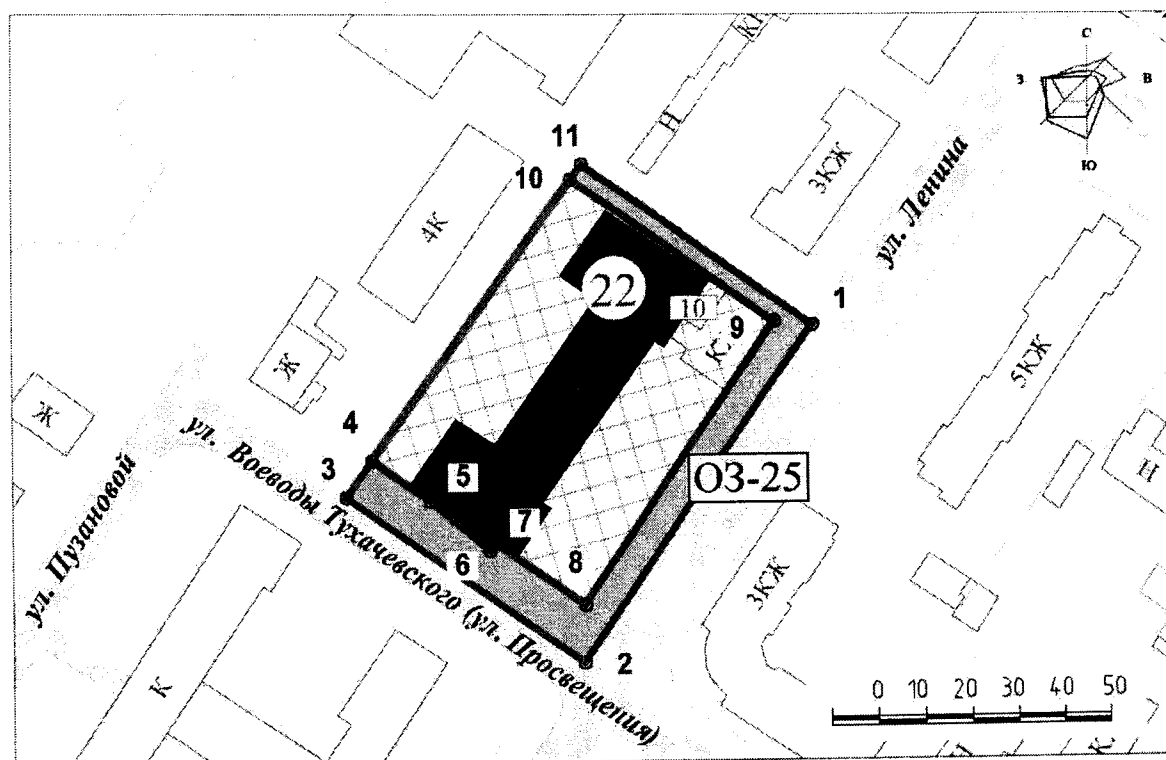 КН
С
З
В
Ю
Н
3КЖ
ул. Ленина
11
10
4К
22
10
1
9
К
5КЖ
Ж
Ж
4
3
5
ОЗ-25
Н
7
ул. Воеводы Тухачевского (ул. Просвещения)
ул. Пузановой
6
8
3КЖ
2
К
0 10 20 30 40 50
К